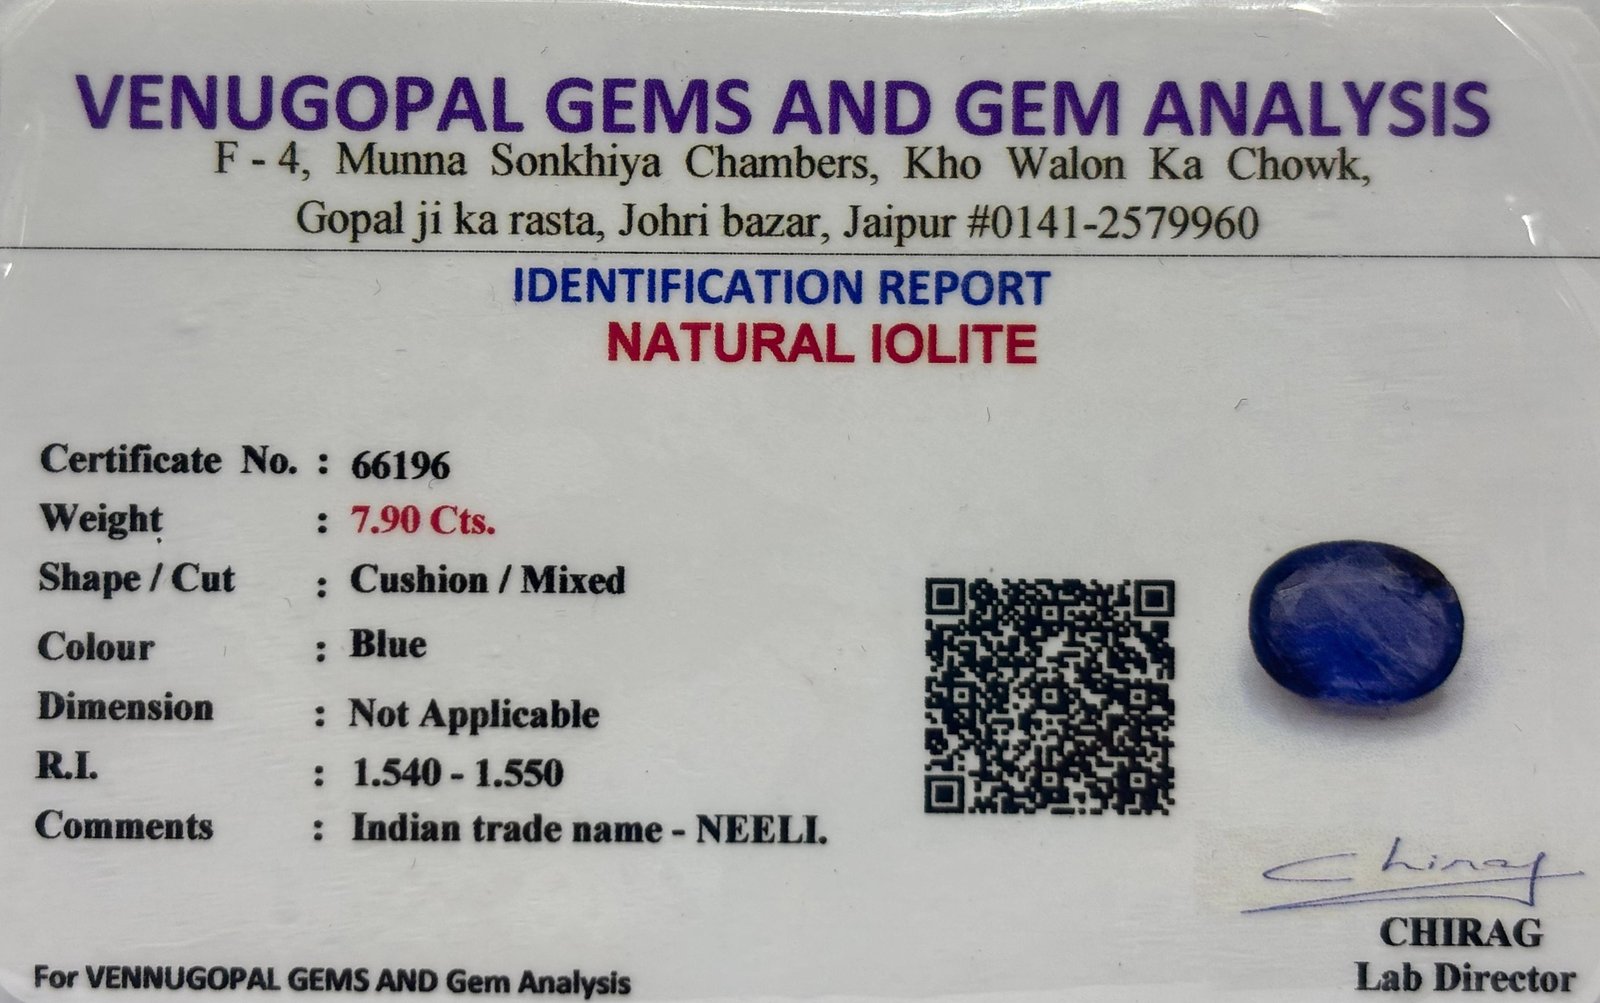 VENUGOPAL GEMS AND GEM ANALYSIS
F - 4, Munna Sonkhiya Chambers, Kho Walon Ka Chowk,
Gopal ji ka rasta, Johri bazar, Jaipur #0141-2579960
IDENTIFICATION REPORT
NATURAL IOLITE
Certificate No. : 66196
Weight : 7.90 Cts.
Shape / Cut : Cushion / Mixed
Colour : Blue
Dimension : Not Applicable
R.I. : 1.540 - 1.550
Comments : Indian trade name - NEELI.
Chirag
CHIRAG
Lab Director
For VENNUGOPAL GEMS AND Gem Analysis